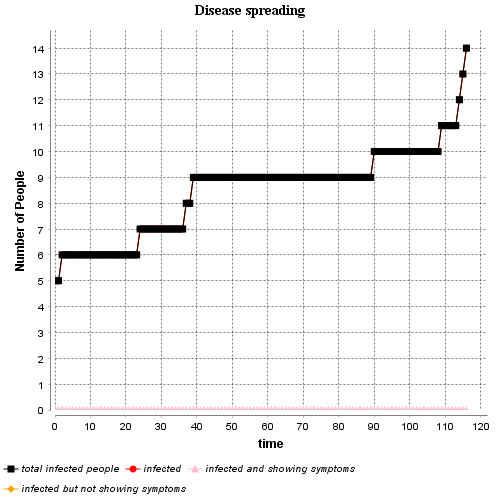 Disease spreading
Number of People
14
13
12
11
10
9
8
7
6
5
4
3
2
1
0
0 10 20 30 40 50 60 70 80 90 100 110 120
time
total infected people infected infected and showing symptoms
infected but not showing symptoms